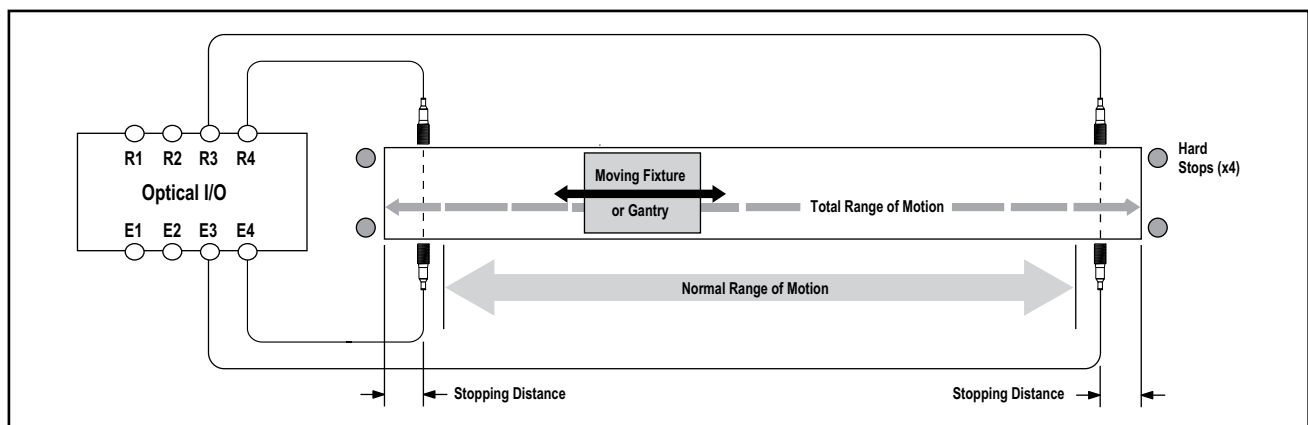 R1 R2 R3 R4
Optical I/O
E1 E2 E3 E4
Moving Fixture
or Gantry
Total Range of Motion
Hard
Stops (x4)
Normal Range of Motion
Stopping Distance
Stopping Distance